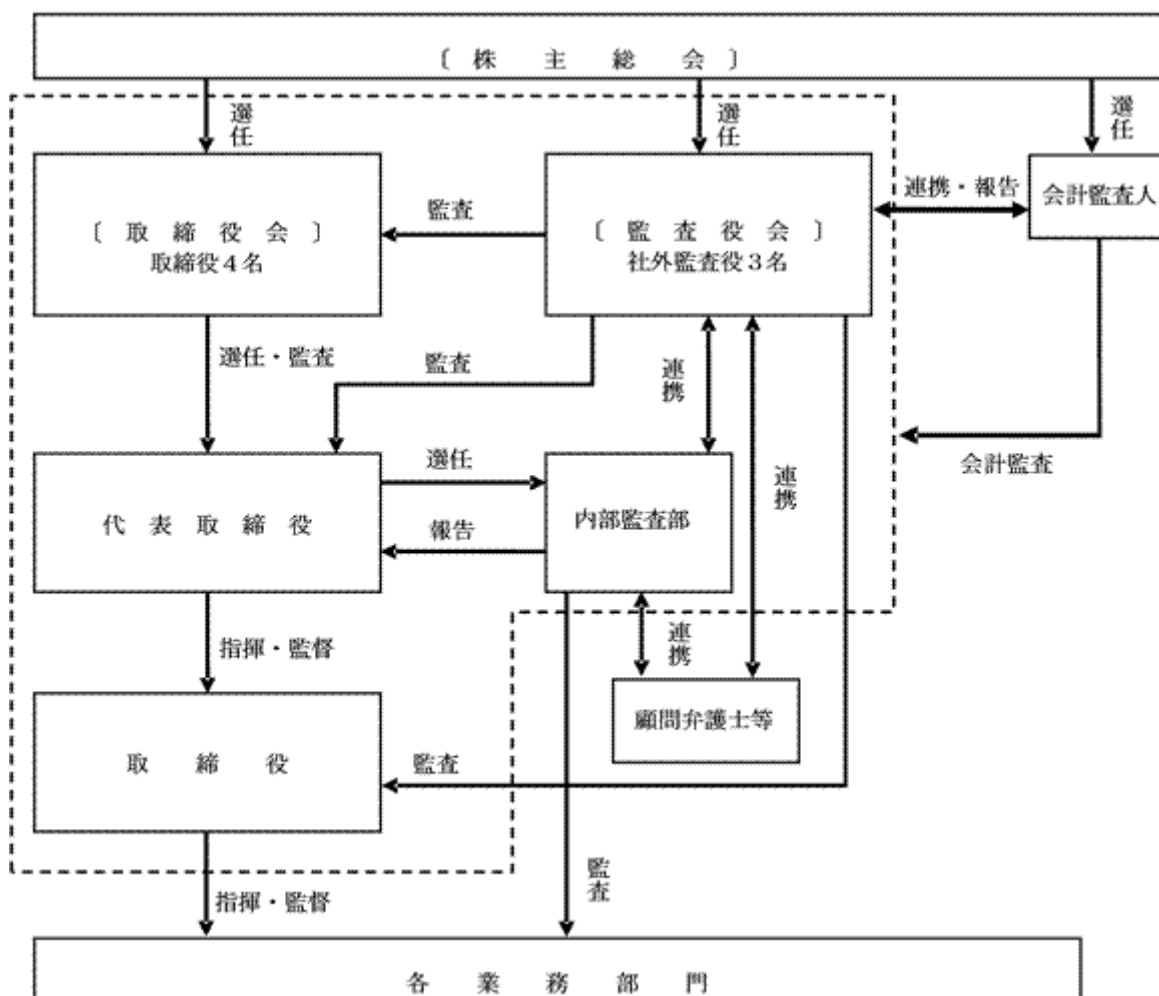 〔 株 主 総 会 〕
選任
選任
選任
〔 取 締 役 会 〕
取締役4名
監査
〔 監 査 役 会 〕
社外監査役3名
連携・報告
会計監査人
選任・監査
監査
連携
連携
会計監査
代 表 取 締 役
選任
報告
内部監査部
指揮・監督
連携
顧問弁護士等
取 締 役
監査
指揮・監督
監査
各 業 務 部 門